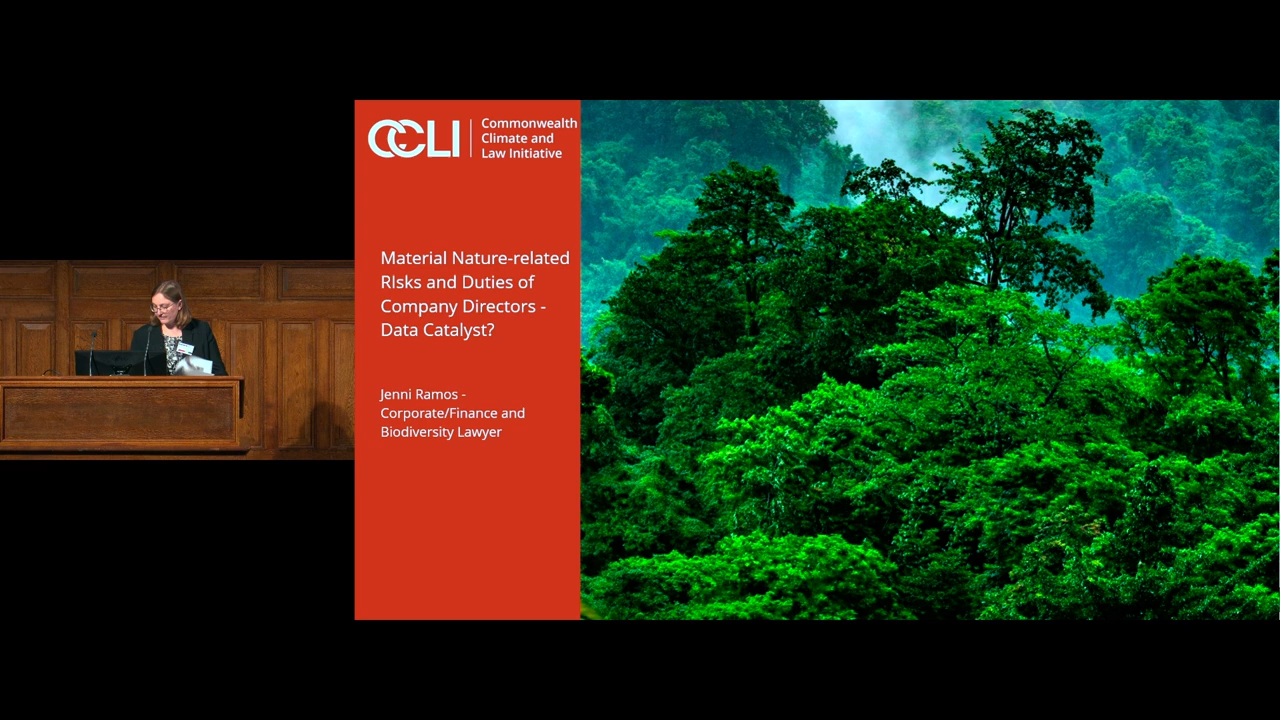 CCLI
Commonwealth
Climate and
Law Initiative
Material Nature-related
RIsks and Duties of
Company Directors -
Data Catalyst?
Jenni Ramos -
Corporate/Finance and
Biodiversity Lawyer